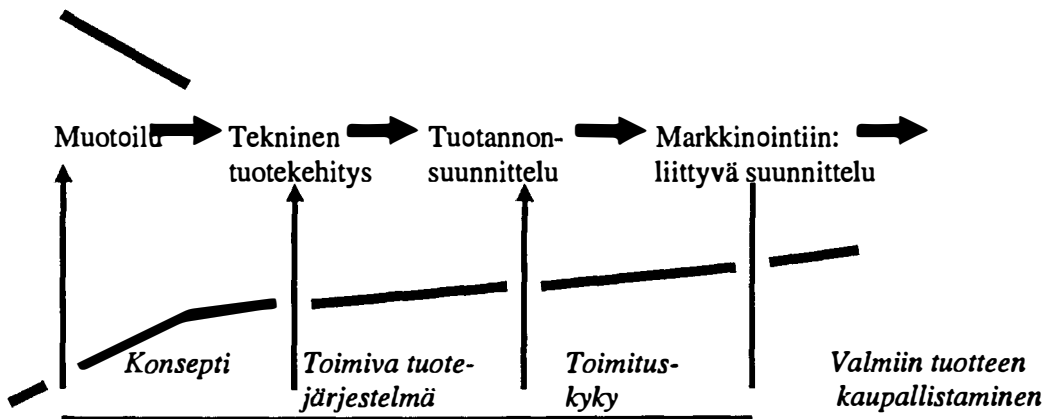 Muotoilu Tekninen Tuotannon- Markkinointiin:
tuotekehitys suunnittelu liittyvä suunnittelu
Konsepti Toimiva tuote- Toimitus- Valmiin tuotteen
järjestelmä kyky kaupallistaminen